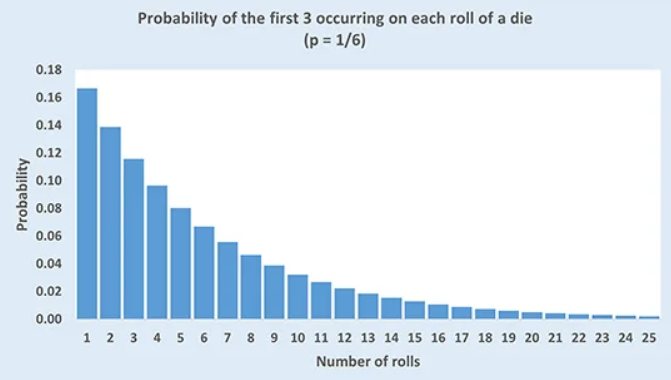 Probability of the first 3 occurring on each roll of a die
(p = 1/6)
0.18
0.16
0.14
0.12
0.10
0.08
0.06
0.04
0.02
0.00
Probability
1 2 3 4 5 6 7 8 9 10 11 12 13 14 15 16 17 18 19 20 21 22 23 24 25
Number of rolls